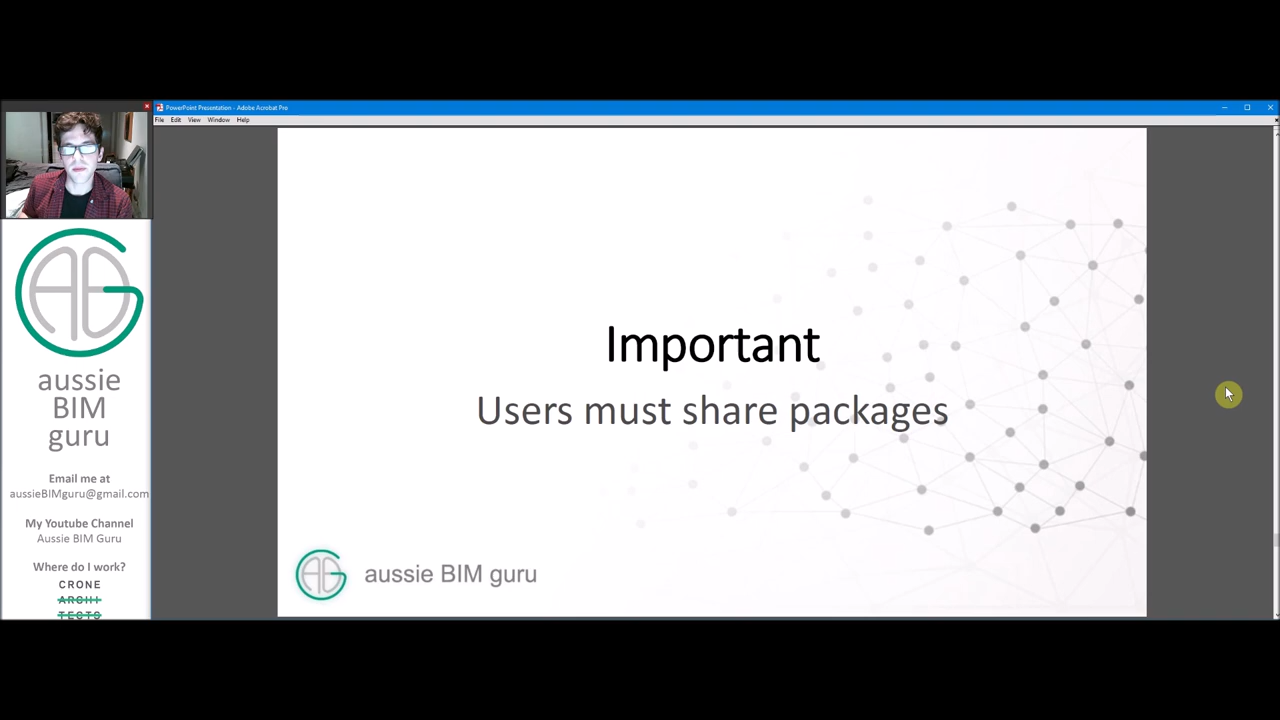 PowerPoint Presentation - Adobe Acrobat Pro
File Edit View Window Help
Important
Users must share packages
aussie BIM guru
aussie
BIM
guru
Email me at
aussieBIMguru@gmail.com
My Youtube Channel
Aussie BIM Guru
Where do I work?
CRONE
ARCHI
TECTS